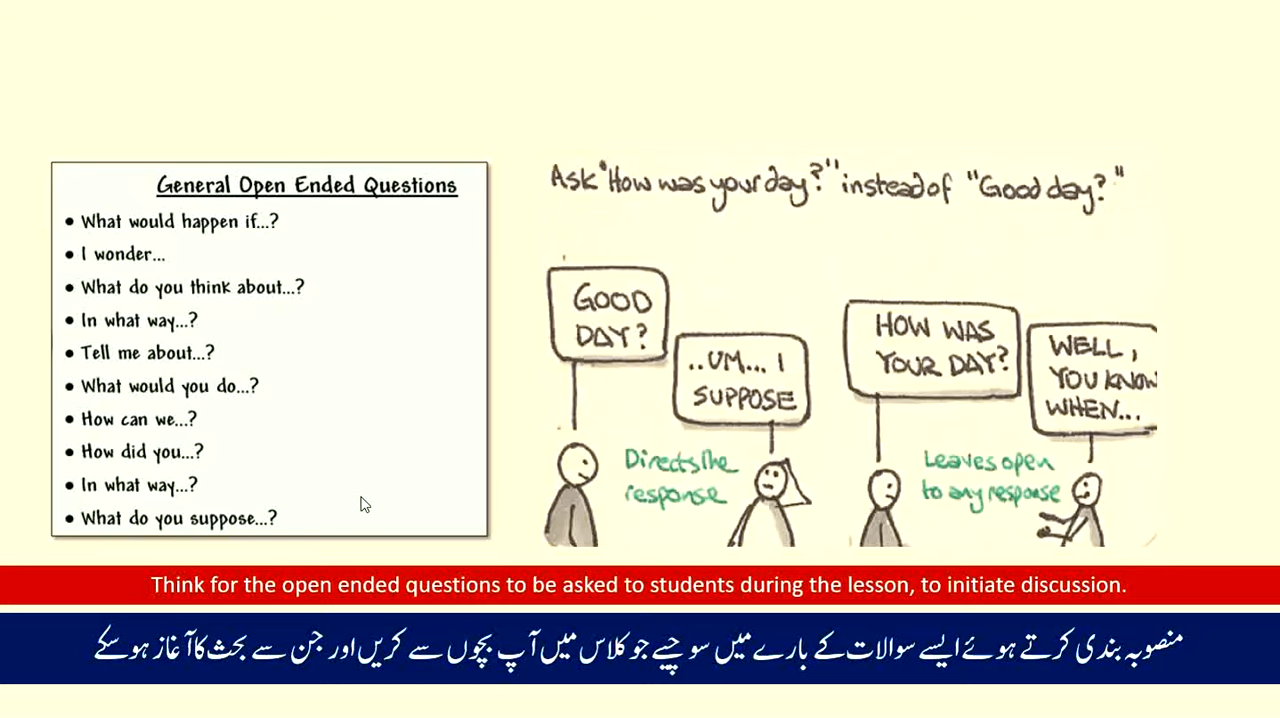 General Open Ended Questions
• What would happen if...?
• I wonder...
• What do you think about...?
• In what way...?
• Tell me about...?
• What would you do...?
• How can we...?
• How did you...?
• In what way...?
• What do you suppose...?
Ask "How was your day?" instead of "Good day?"
GOOD
DAY?
..UM... I
SUPPOSE
Directs the
response
HOW WAS
YOUR DAY?
WELL,
YOU KNOW
WHEN...
Leaves open
to any response
Think for the open ended questions to be asked to students during the lesson, to initiate discussion.
منصوبہ بندی کرتے ہوئے ایسے سوالات کے بارے میں سوچیے جو کلاس میں آپ بچوں سے کریں اور جن سے بحث کا آغاز ہو سکے